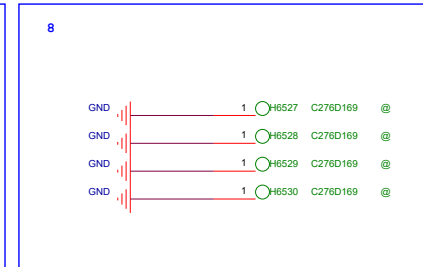 8
GND 1 H6527 C276D169 @
GND 1 H6528 C276D169 @
GND 1 H6529 C276D169 @
GND 1 H6530 C276D169 @